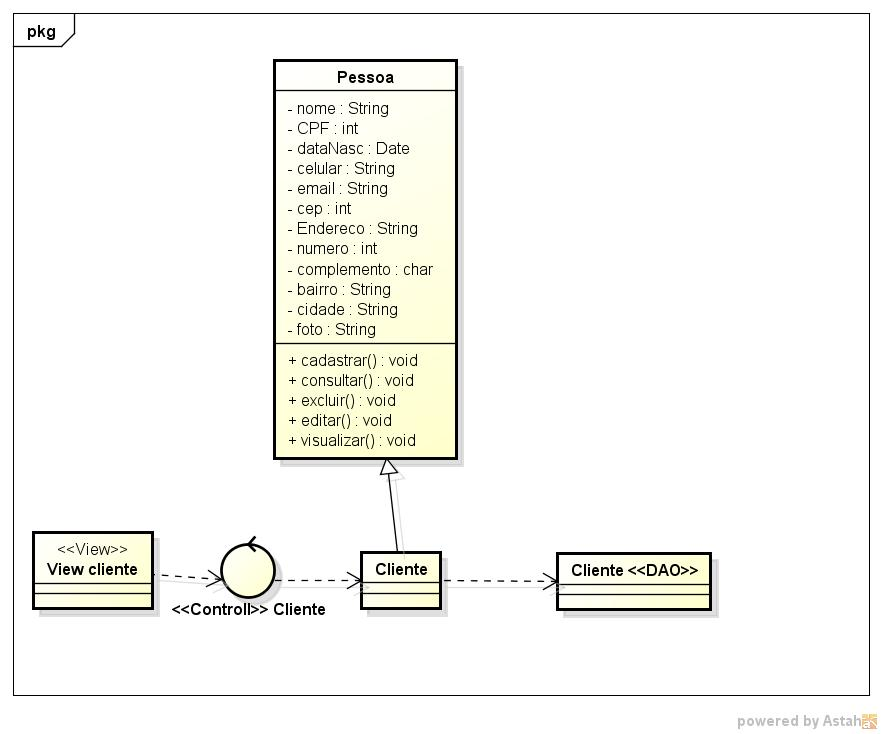 pkg
Pessoa
- nome : String
- CPF : int
- dataNasc : Date
- celular : String
- email : String
- cep : int
- Endereco : String
- numero : int
- complemento : char
- bairro : String
- cidade : String
- foto : String
+ cadastrar() : void
+ consultar() : void
+ excluir() : void
+ editar() : void
+ visualizar() : void
<<View>>
View cliente
<<Controll>> Cliente
Cliente
Cliente <<DAO>>
powered by Astah